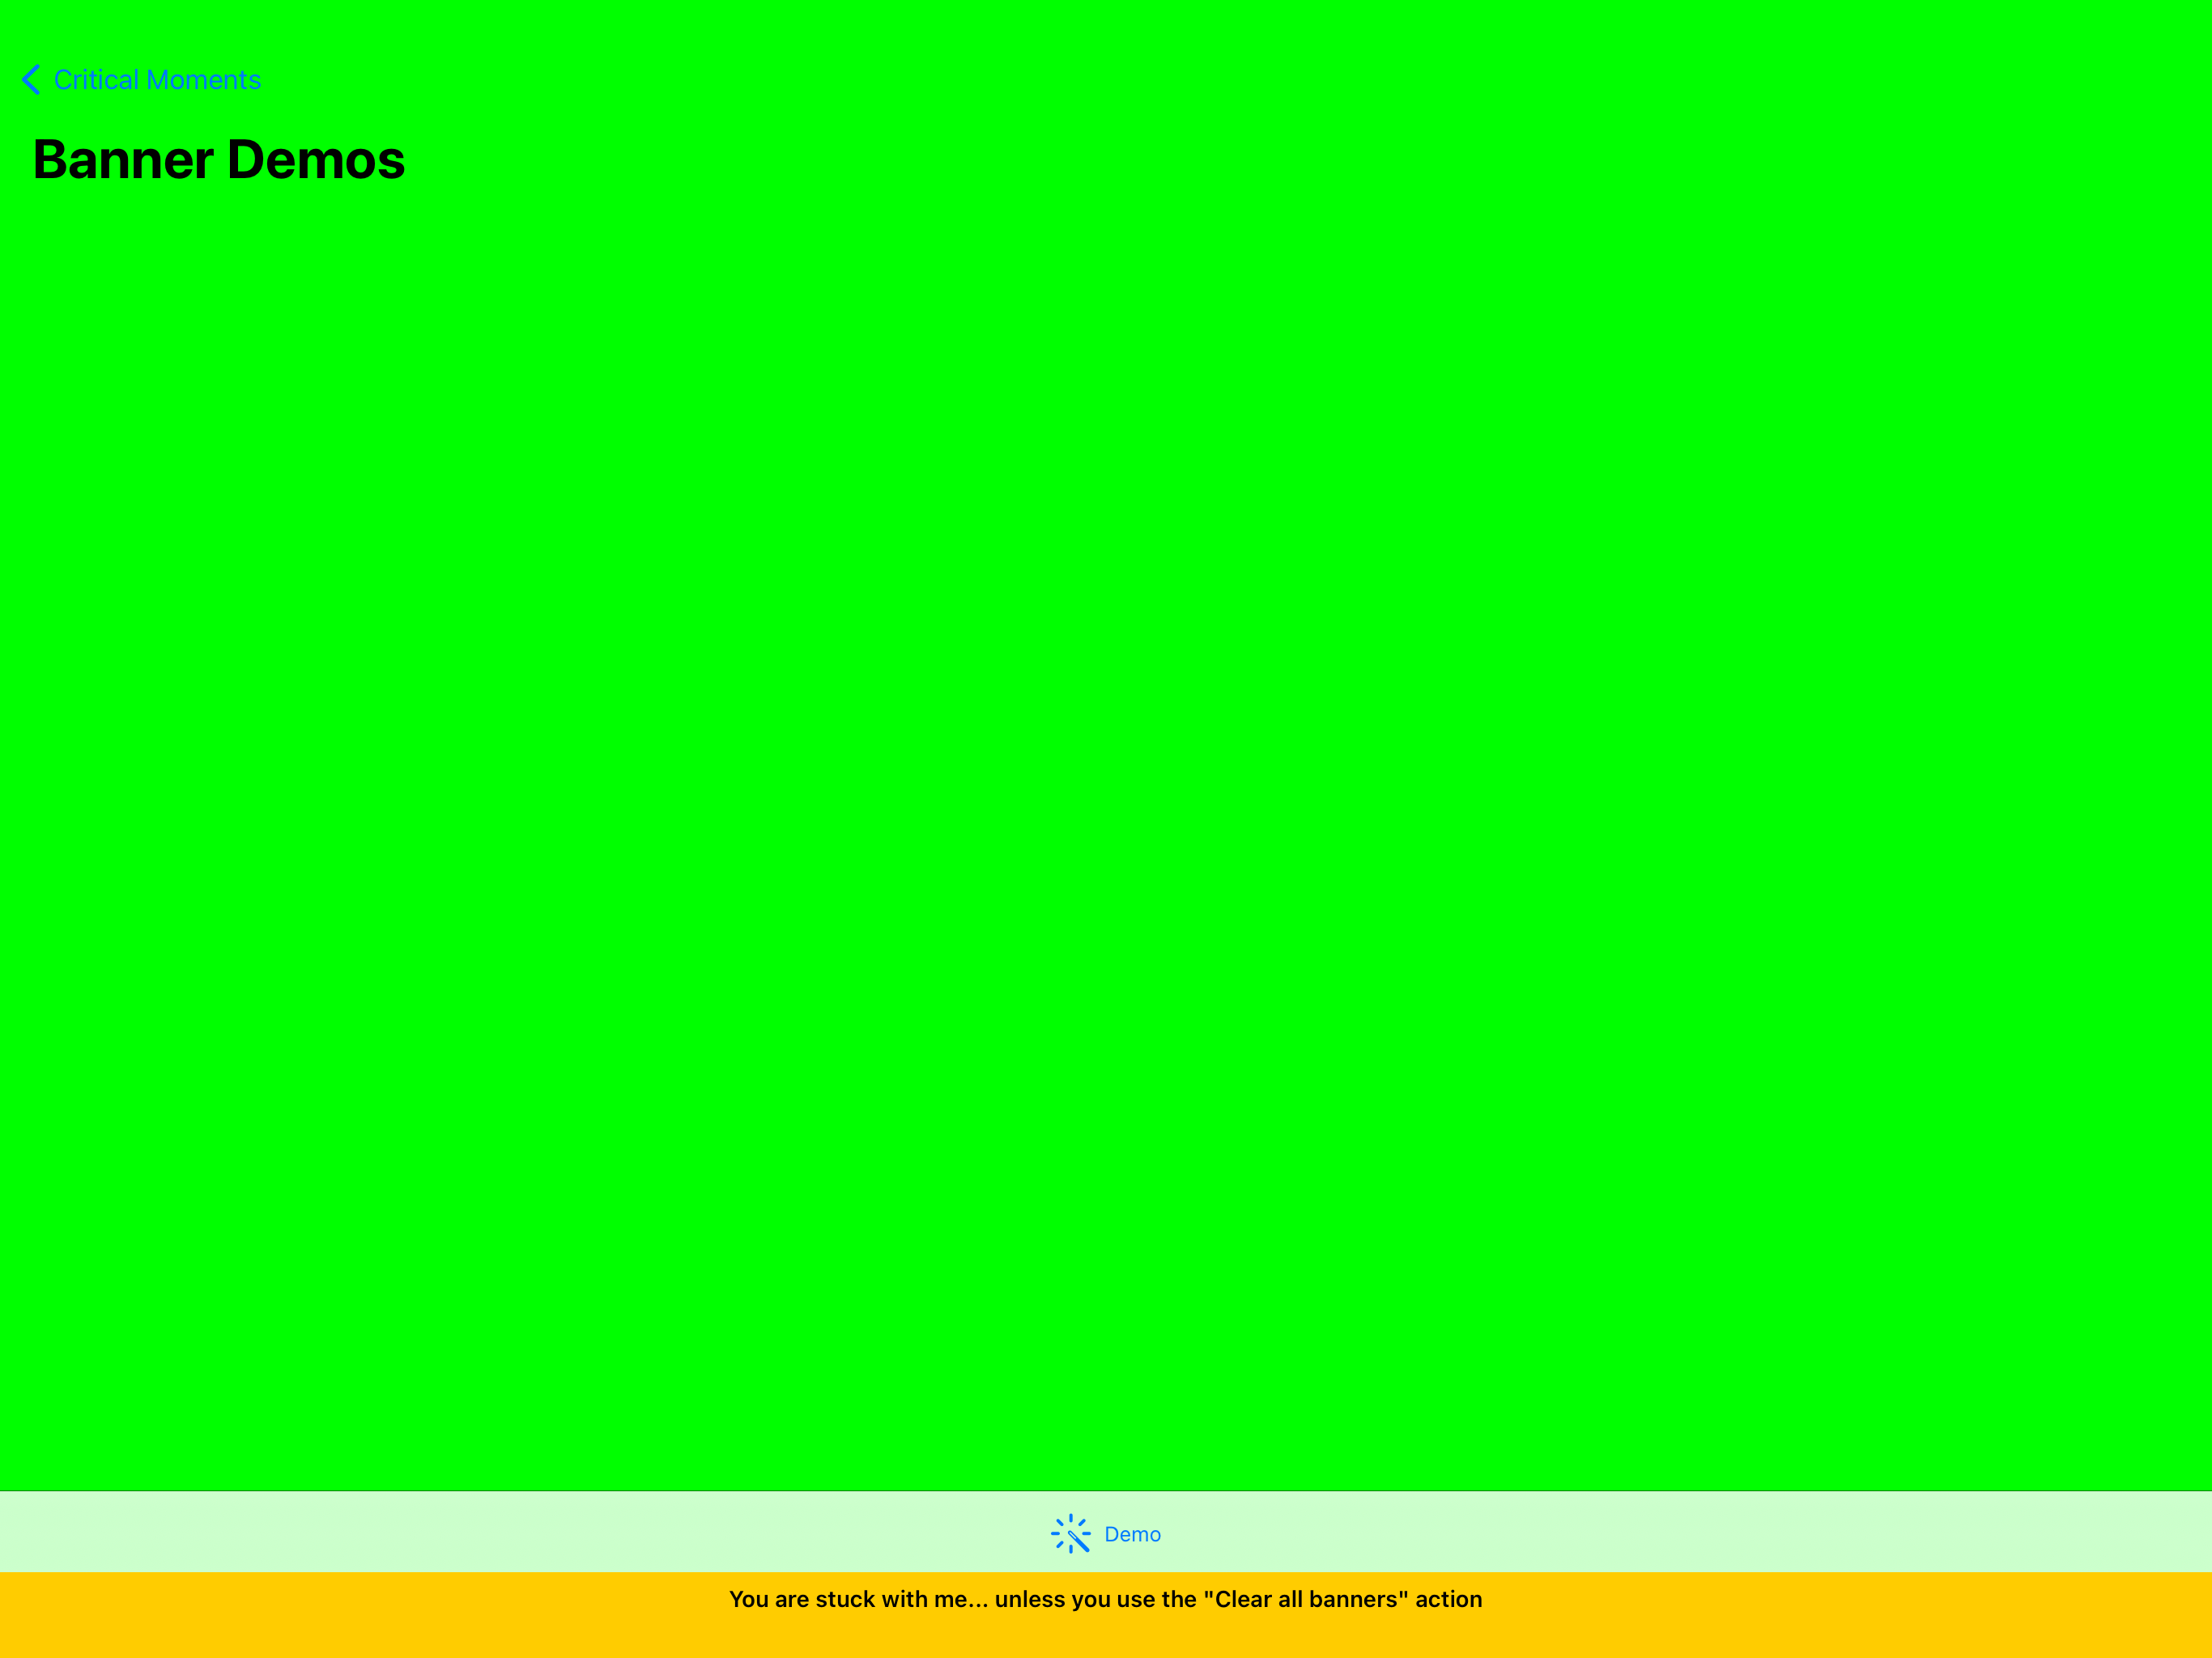 Critical Moments
Banner Demos
Demo
You are stuck with me... unless you use the "Clear all banners" action